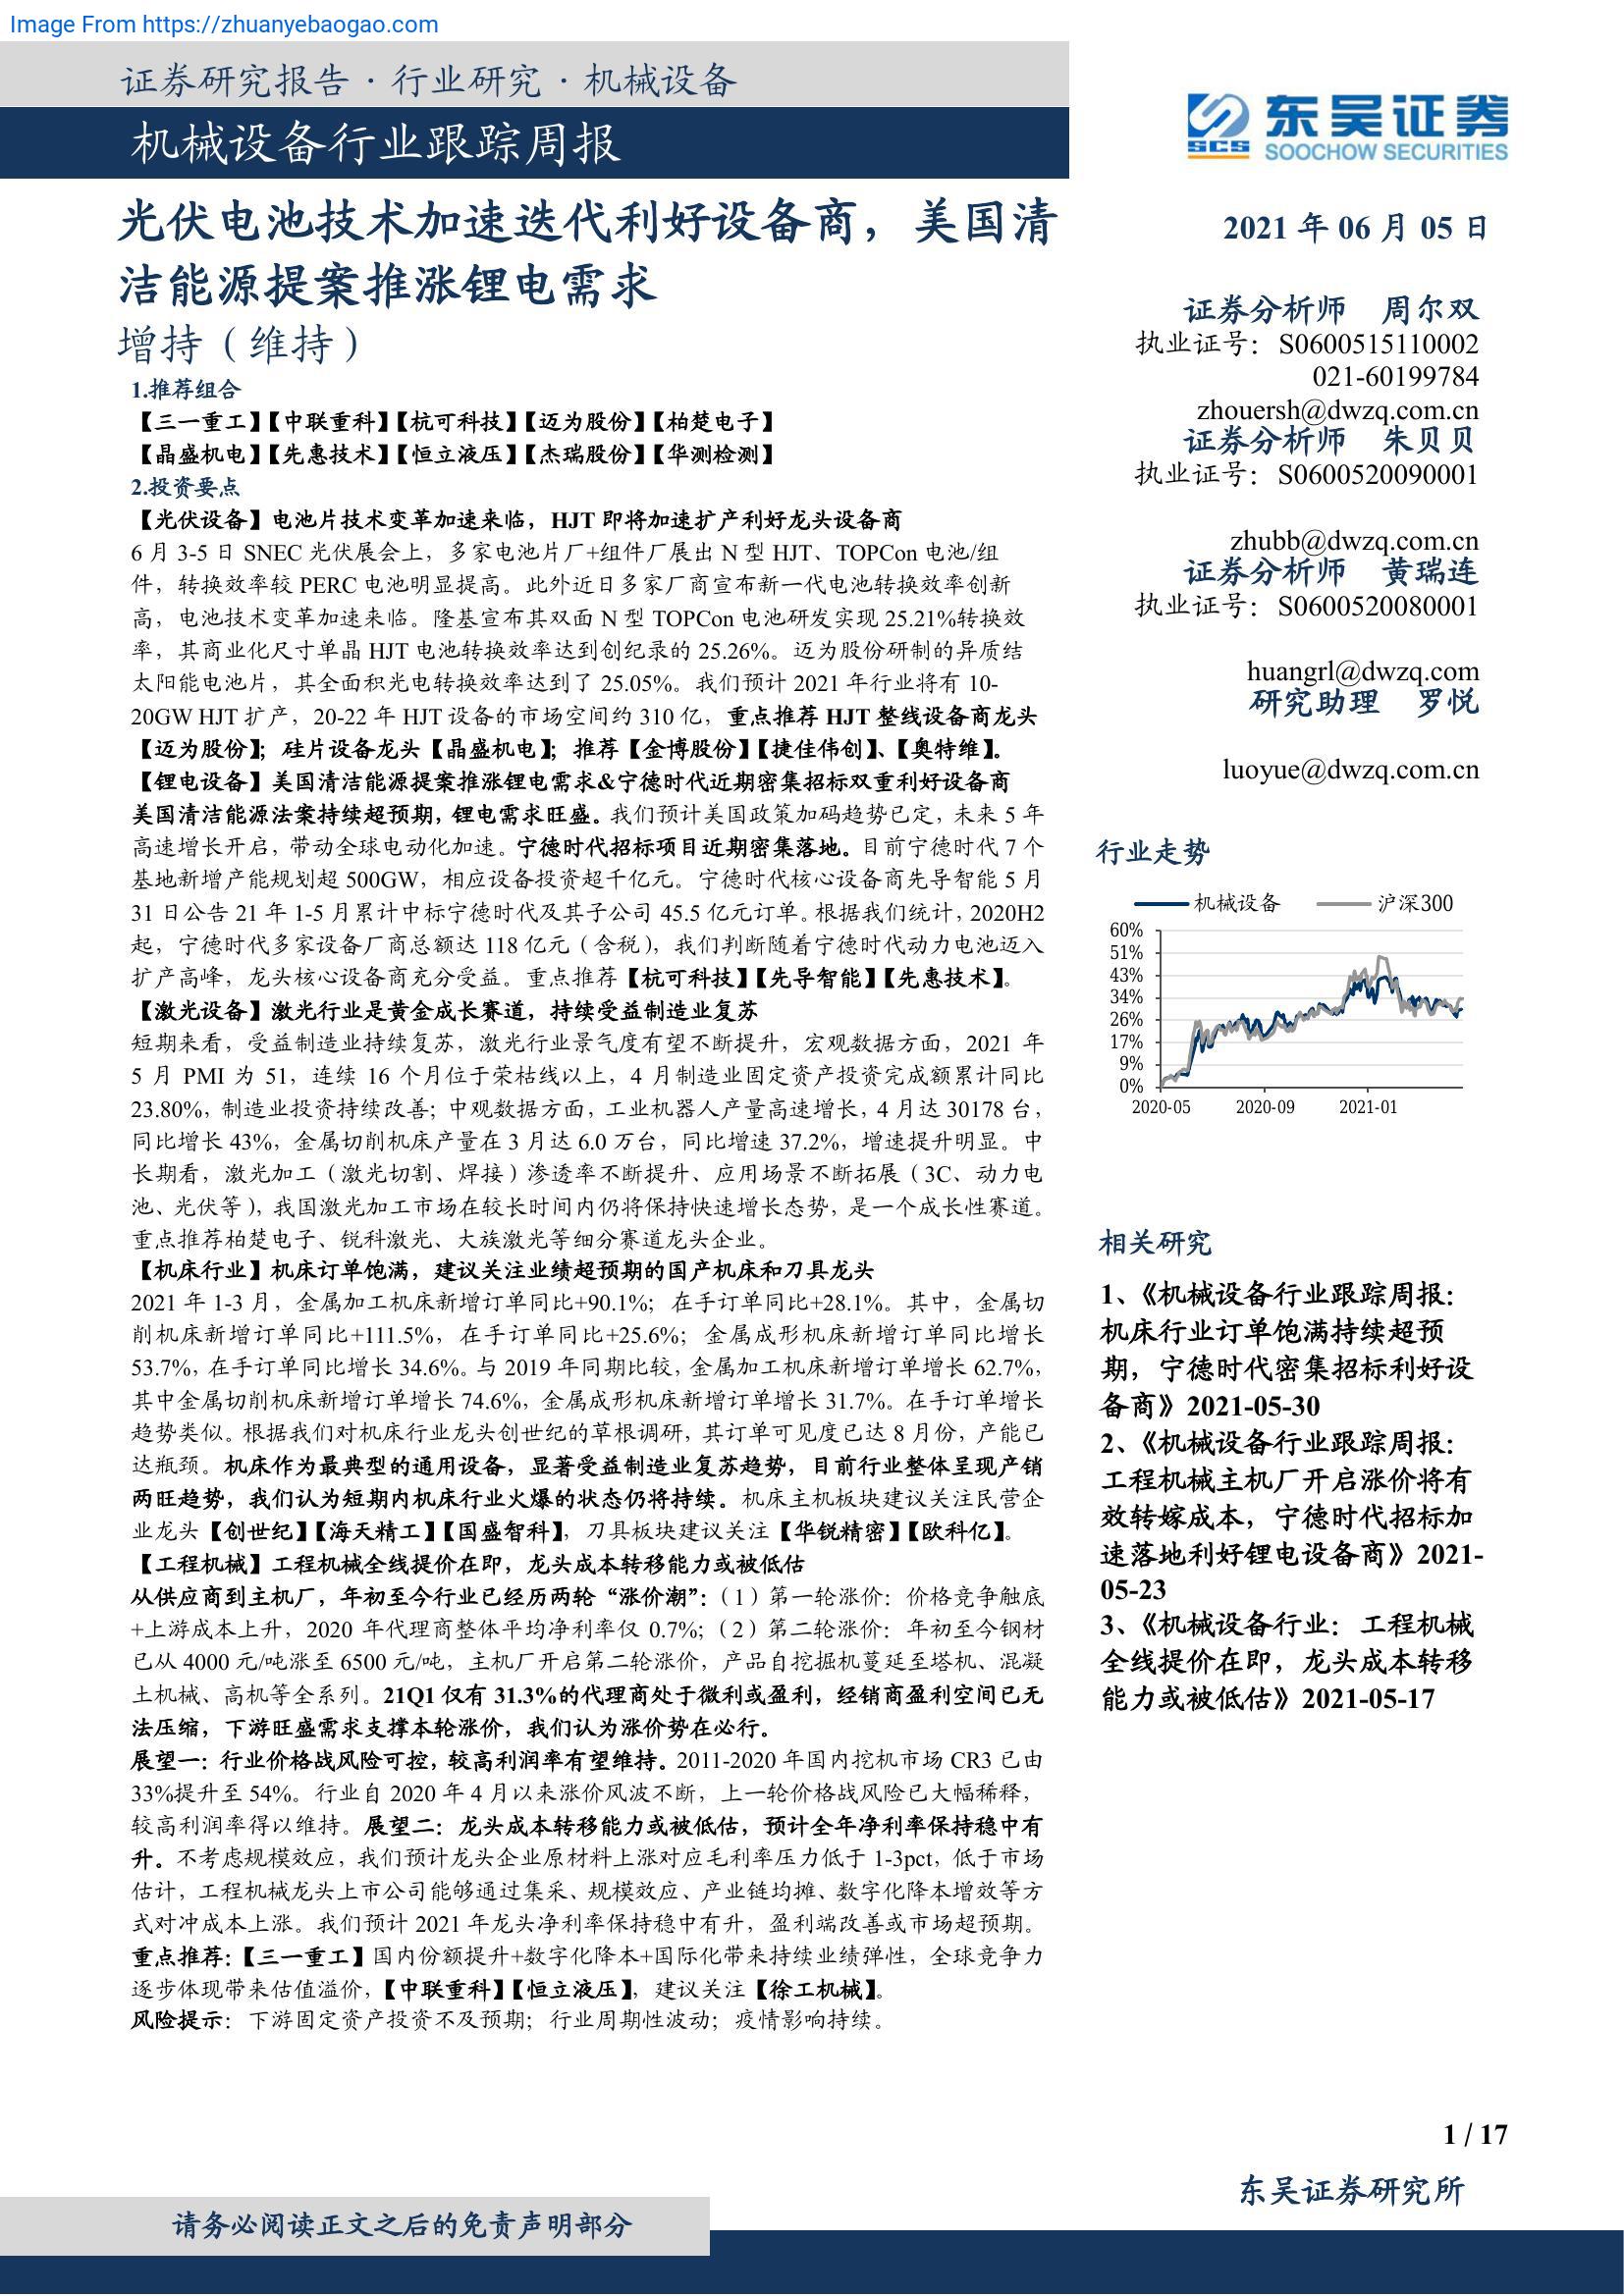 Image From https://zhuanyebaogao.com
证券研究报告·行业研究·机械设备
机械设备行业跟踪周报
东吴证券
SCS
SOOCHOW SECURITIES
光伏电池技术加速迭代利好设备商，美国清
洁能源提案推涨锂电需求
增持（维持）
1.推荐组合
【三一重工】【中联重科】【杭可科技】【迈为股份】【柏楚电子】
【晶盛机电】【先惠技术】【恒立液压】【杰瑞股份】【华测检测】
2.投资要点
【光伏设备】电池片技术变革加速来临，HJT 即将加速扩产利好龙头设备商
6 月 3-5 日 SNEC 光伏展会上，多家电池片厂+组件厂展出 N 型 HJT、TOPCon 电池/组
件，转换效率较 PERC 电池明显提高。此外近日多家厂商宣布新一代电池转换效率创新
高，电池技术变革加速来临。隆基宣布其双面 N 型 TOPCon 电池研发实现 25.21%转换效
率，其商业化尺寸单晶 HJT 电池转换效率达到创纪录的 25.26%。迈为股份研制的异质结
太阳能电池片，其全面积光电转换效率达到了 25.05%。我们预计 2021 年行业将有 10-
20GW HJT 扩产，20-22 年 HJT 设备的市场空间约 310 亿，重点推荐 HJT 整线设备商龙头
【迈为股份】；硅片设备龙头【晶盛机电】；推荐【金博股份】【捷佳伟创】、【奥特维】。
【锂电设备】美国清洁能源提案推涨锂电需求&宁德时代近期密集招标双重利好设备商
美国清洁能源法案持续超预期，锂电需求旺盛。我们预计美国政策加码趋势已定，未来 5 年
高速增长开启，带动全球电动化加速。宁德时代招标项目近期密集落地。目前宁德时代 7 个
基地新增产能规划超 500GW，相应设备投资超千亿元。宁德时代核心设备商先导智能 5 月
31 日公告 21 年 1-5 月累计中标宁德时代及其子公司 45.5 亿元订单。根据我们统计，2020H2
起，宁德时代多家设备厂商总额达 118 亿元（含税），我们判断随着宁德时代动力电池迈入
扩产高峰，龙头核心设备商充分受益。重点推荐【杭可科技】【先导智能】【先惠技术】。
【激光设备】激光行业是黄金成长赛道，持续受益制造业复苏
短期来看，受益制造业持续复苏，激光行业景气度有望不断提升，宏观数据方面，2021 年
5 月 PMI 为 51，连续 16 个月位于荣枯线以上，4 月制造业固定资产投资完成额累计同比
23.80%，制造业投资持续改善；中观数据方面，工业机器人产量高速增长，4 月达 30178 台，
同比增长 43%，金属切削机床产量在 3 月达 6.0 万台，同比增速 37.2%，增速提升明显。中
长期看，激光加工（激光切割、焊接）渗透率不断提升、应用场景不断拓展（3C、动力电
池、光伏等），我国激光加工市场在较长时间内仍将保持快速增长态势，是一个成长性赛道。
重点推荐柏楚电子、锐科激光、大族激光等细分赛道龙头企业。
【机床行业】机床订单饱满，建议关注业绩超预期的国产机床和刀具龙头
2021 年 1-3 月，金属加工机床新增订单同比+90.1%；在手订单同比+28.1%。其中，金属切
削机床新增订单同比+111.5%，在手订单同比+25.6%；金属成形机床新增订单同比增长
53.7%，在手订单同比增长 34.6%。与 2019 年同期比较，金属加工机床新增订单增长 62.7%，
其中金属切削机床新增订单增长 74.6%，金属成形机床新增订单增长 31.7%。在手订单增长
趋势类似。根据我们对机床行业龙头创世纪的草根调研，其订单可见度已达 8 月份，产能已
达瓶颈。机床作为最典型的通用设备，显著受益制造业复苏趋势，目前行业整体呈现产销
两旺趋势，我们认为短期内机床行业火爆的状态仍将持续。机床主机板块建议关注民营企
业龙头【创世纪】【海天精工】【国盛智科】，刀具板块建议关注【华锐精密】【欧科亿】。
【工程机械】工程机械全线提价在即，龙头成本转移能力或被低估
从供应商到主机厂，年初至今行业已经历两轮“涨价潮”：（1）第一轮涨价：价格竞争触底
+上游成本上升，2020 年代理商整体平均净利率仅 0.7%；（2）第二轮涨价：年初至今钢材
已从 4000 元/吨涨至 6500 元/吨，主机厂开启第二轮涨价，产品自挖掘机蔓延至塔机、混凝
土机械、高机等全系列。21Q1 仅有 31.3%的代理商处于微利或盈利，经销商盈利空间已无
法压缩，下游旺盛需求支撑本轮涨价，我们认为涨价势在必行。
展望一：行业价格战风险可控，较高利润率有望维持。2011-2020 年国内挖机市场 CR3 已由
33%提升至 54%。行业自 2020 年 4 月以来涨价风波不断，上一轮价格战风险已大幅稀释，
较高利润率得以维持。展望二：龙头成本转移能力或被低估，预计全年净利率保持稳中有
升。不考虑规模效应，我们预计龙头企业原材料上涨对应毛利率压力低于 1-3pct，低于市场
估计，工程机械龙头上市公司能够通过集采、规模效应、产业链均摊、数字化降本增效等方
式对冲成本上涨。我们预计 2021 年龙头净利率保持稳中有升，盈利端改善或市场超预期。
重点推荐：【三一重工】国内份额提升+数字化降本+国际化带来持续业绩弹性，全球竞争力
逐步体现带来估值溢价，【中联重科】【恒立液压】，建议关注【徐工机械】。
风险提示：下游固定资产投资不及预期；行业周期性波动；疫情影响持续。
2021 年 06 月 05 日
证券分析师 周尔双
执业证号：S0600515110002
021-60199784
zhouersh@dwzq.com.cn
证券分析师 朱贝贝
执业证号：S0600520090001
zhubb@dwzq.com.cn
证券分析师 黄瑞连
执业证号：S0600520080001
huangrl@dwzq.com
研究助理 罗悦
luoyue@dwzq.com.cn
行业走势
机械设备 沪深300
60%
51%
43%
34%
26%
17%
9%
0%
2020-05 2020-09 2021-01
相关研究
1、《机械设备行业跟踪周报：
机床行业订单饱满持续超预
期，宁德时代密集招标利好设
备商》2021-05-30
2、《机械设备行业跟踪周报：
工程机械主机厂开启涨价将有
效转嫁成本，宁德时代招标加
速落地利好锂电设备商》2021-
05-23
3、《机械设备行业：工程机械
全线提价在即，龙头成本转移
能力或被低估》2021-05-17
1 / 17
东吴证券研究所
请务必阅读正文之后的免责声明部分